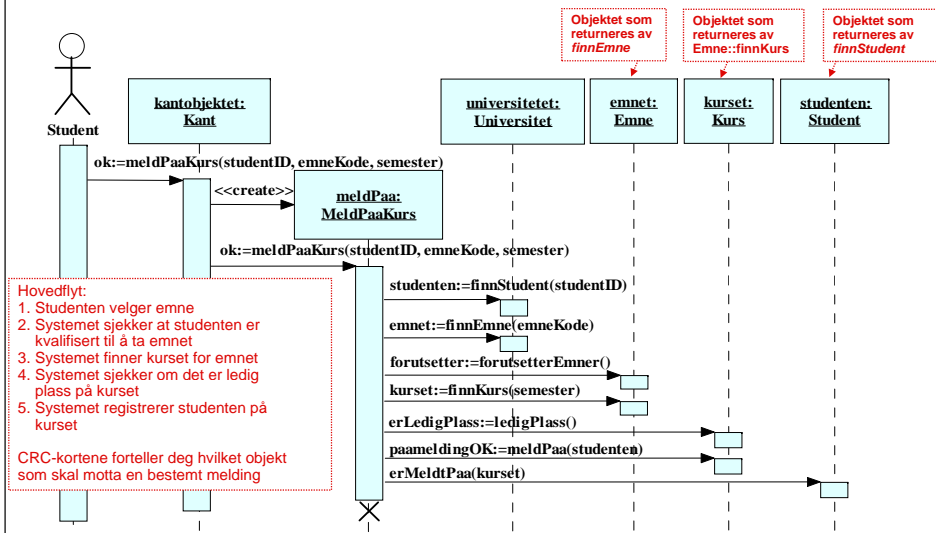 Objektet som
returneres av
finnEmne
Objektet som
returneres av
Emne::finnKurs
Objektet som
returneres av
finnStudent
Student
kantobjektet:
Kant
universitetet:
Universitet
emnet:
Emne
kurset:
Kurs
studenten:
Student
ok:=meldPaaKurs(studentID, emneKode, semester)
<<create>>
meldPaa:
MeldPaaKurs
ok:=meldPaaKurs(studentID, emneKode, semester)
Hovedflyt:
1. Studenten velger emne
2. Systemet sjekker at studenten er
kvalifisert til å ta emnet
3. Systemet finner kurset for emnet
4. Systemet sjekker om det er ledig
plass på kurset
5. Systemet registrerer studenten på
kurset
CRC-kortene forteller deg hvilket objekt
som skal motta en bestemt melding
studenten:=finnStudent(studentID)
emnet:=finnEmne(emneKode)
forutsetter:=forutsetterEmner()
kurset:=finnKurs(semester)
erLedigPlass:=ledigPlass()
paameldingOK:=meldPaa(studenten)
erMeldtPaa(kurset)